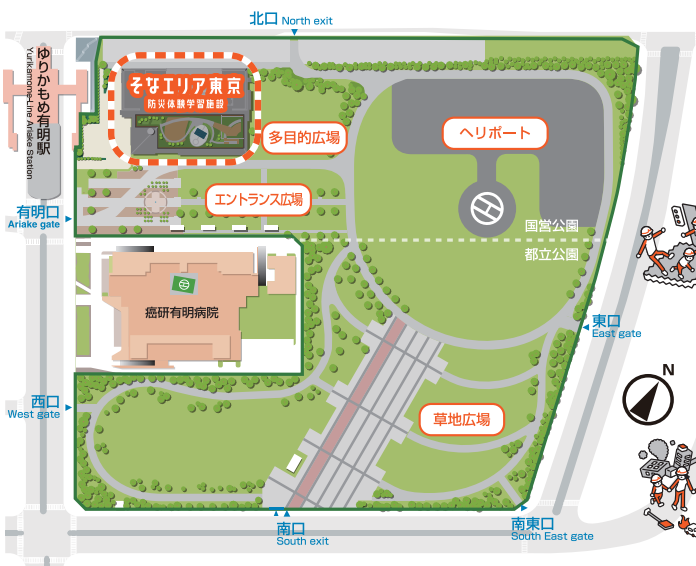 北口 North exit
ゆりかもめ有明駅
Yurikamome-Line Ariake Station
そなエリア東京
防災体験学習施設
多目的広場
ヘリポート
エントランス広場
有明口
Ariake gate
国営公園
都立公園
癌研有明病院
東口
East gate
N
西口
West gate
草地広場
南口
South exit
南東口
South East gate